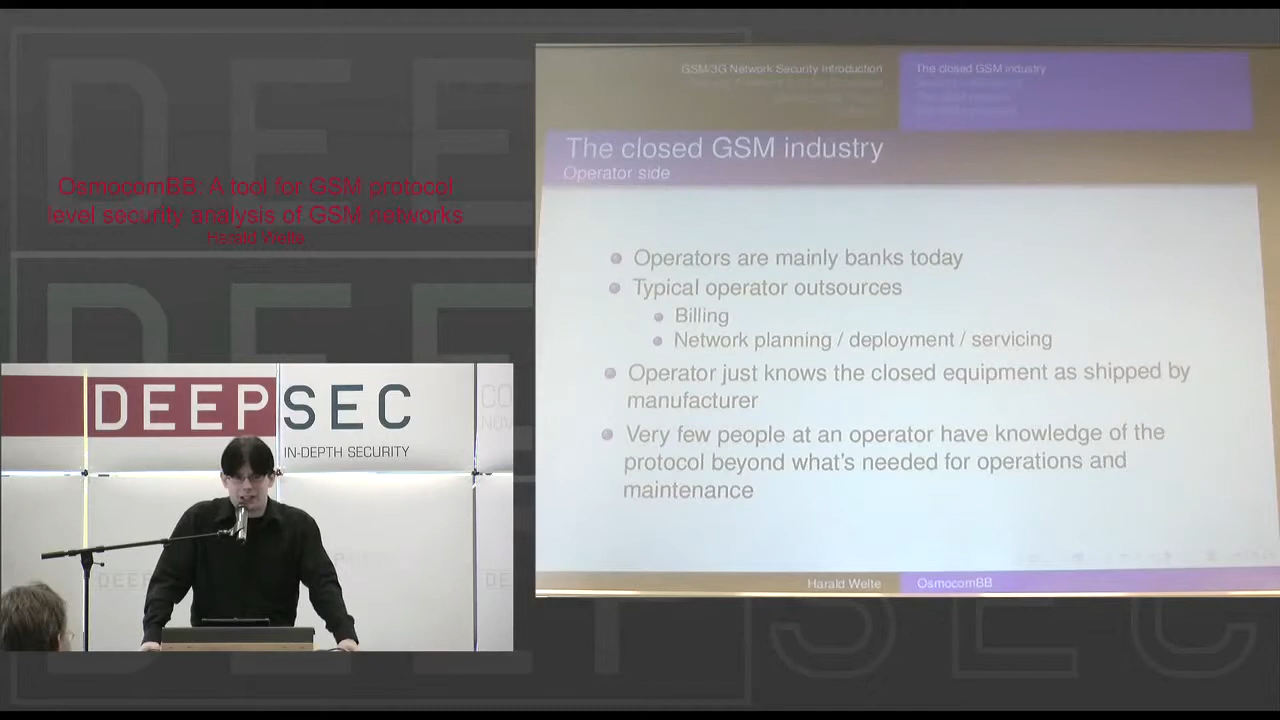 OsmocomBB: A tool for GSM protocol
level security analysis of GSM networks
Harald Welte
GSM/3G Network Security Introduction
The closed GSM industry
The closed GSM industry
Operator side
Operators are mainly banks today
Typical operator outsources
Billing
Network planning / deployment / servicing
Operator just knows the closed equipment as shipped by
manufacturer
Very few people at an operator have knowledge of the
protocol beyond what's needed for operations and
maintenance
Harald Welte
OsmocomBB
DEEPSEC
IN-DEPTH SECURITY